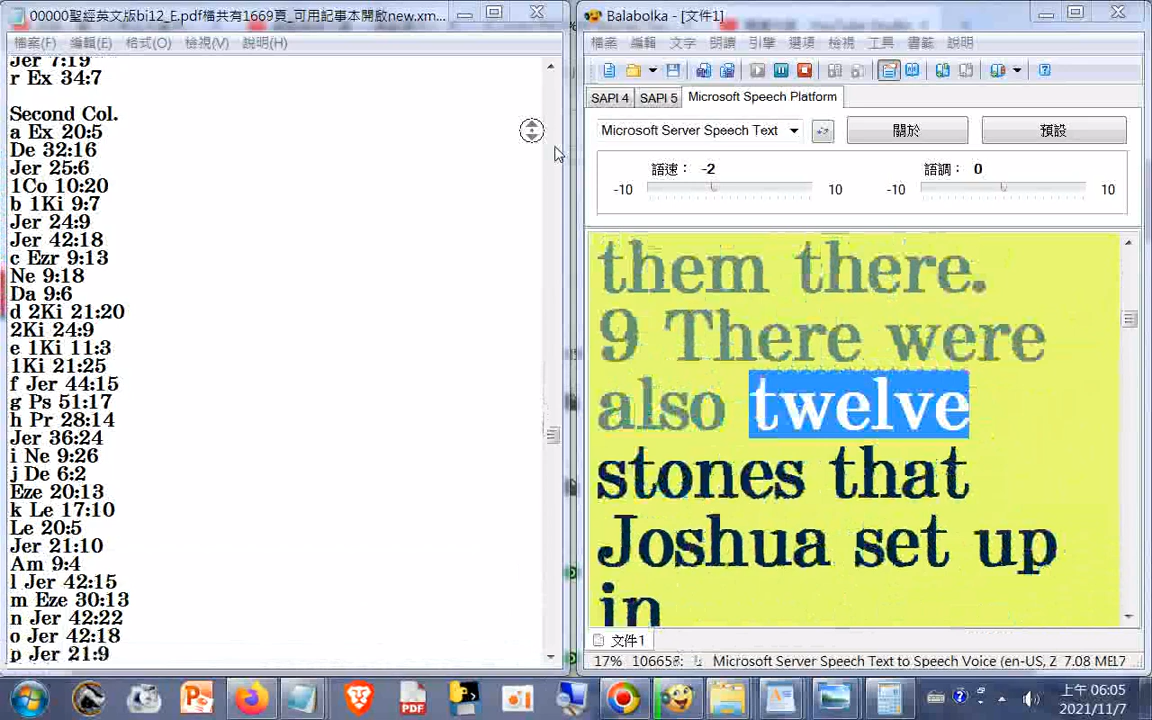 00000聖經英文版bi12_E.pdf檔共有1669頁_可用記事本開啟new.xm...
檔案(F) 編輯(E) 格式(O) 檢視(V) 說明(H)
Jer 7:19
r Ex 34:7
Second Col.
a Ex 20:5
De 32:16
Jer 25:6
1Co 10:20
b 1Ki 9:7
Jer 24:9
Jer 42:18
c Ezr 9:13
Ne 9:18
Da 9:6
d 2Ki 21:20
2Ki 24:9
e 1Ki 11:3
1Ki 21:25
f Jer 44:15
g Ps 51:17
h Pr 28:14
Jer 36:24
i Ne 9:26
j De 6:2
Eze 20:13
k Le 17:10
Le 20:5
Jer 21:10
Am 9:4
l Jer 42:15
m Eze 30:13
n Jer 42:22
o Jer 42:18
p Jer 21:9
Balabolka - [文件1]
檔案 編輯 文字 朗讀 引擎 選項 檢視 工具 書籤 說明
SAPI 4 SAPI 5 Microsoft Speech Platform
Microsoft Server Speech Text 關於 預設
語速： -2 語調： 0
-10 10 -10 10
them there.
9 There were
also twelve
stones that
Joshua set up
in
文件1
17% Microsoft Server Speech Text to Speech Voice (en-US, Z 7.08 ME
PDF
上午 06:05
2021/11/7